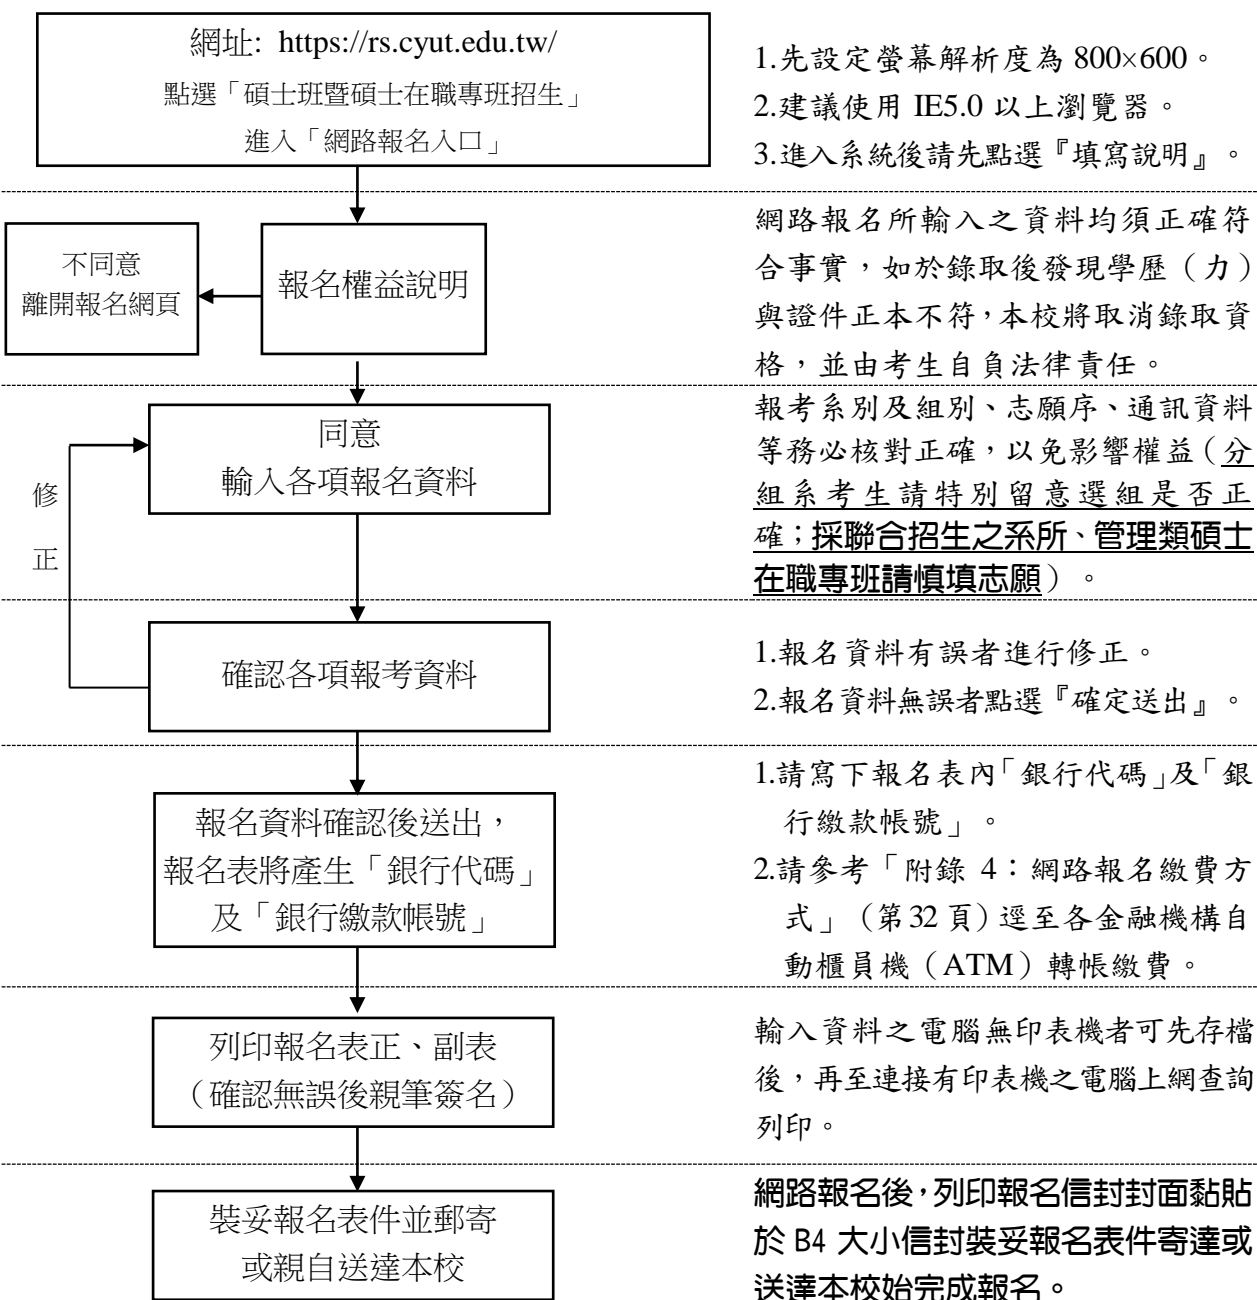 網址: https://rs.cyut.edu.tw/
點選「碩士班暨碩士在職專班招生」
進入「網路報名入口」
1.先設定螢幕解析度為 800×600。
2.建議使用 IE5.0 以上瀏覽器。
3.進入系統後請先點選『填寫說明』。
不同意
離開報名網頁
報名權益說明
網路報名所輸入之資料均須正確符
合事實，如於錄取後發現學歷（力）
與證件正本不符，本校將取消錄取資
格，並由考生自負法律責任。
同意
輸入各項報名資料
修
正
報考系別及組別、志願序、通訊資料
等務必核對正確，以免影響權益（分
組系考生請特別留意選組是否正
確；採聯合招生之系所、管理類碩士
在職專班請慎填志願）。
確認各項報考資料
1.報名資料有誤者進行修正。
2.報名資料無誤者點選『確定送出』。
報名資料確認後送出，
報名表將產生「銀行代碼」
及「銀行繳款帳號」
1.請寫下報名表內「銀行代碼」及「銀
行繳款帳號」。
2.請參考「附錄 4：網路報名繳費方
式」（第 32 頁）逕至各金融機構自
動櫃員機（ATM）轉帳繳費。
列印報名表正、副表
（確認無誤後親筆簽名）
輸入資料之電腦無印表機者可先存檔
後，再至連接有印表機之電腦上網查詢
列印。
裝妥報名表件並郵寄
或親自送達本校
網路報名後，列印報名信封封面黏貼
於 B4 大小信封裝妥報名表件寄達或
送達本校始完成報名。